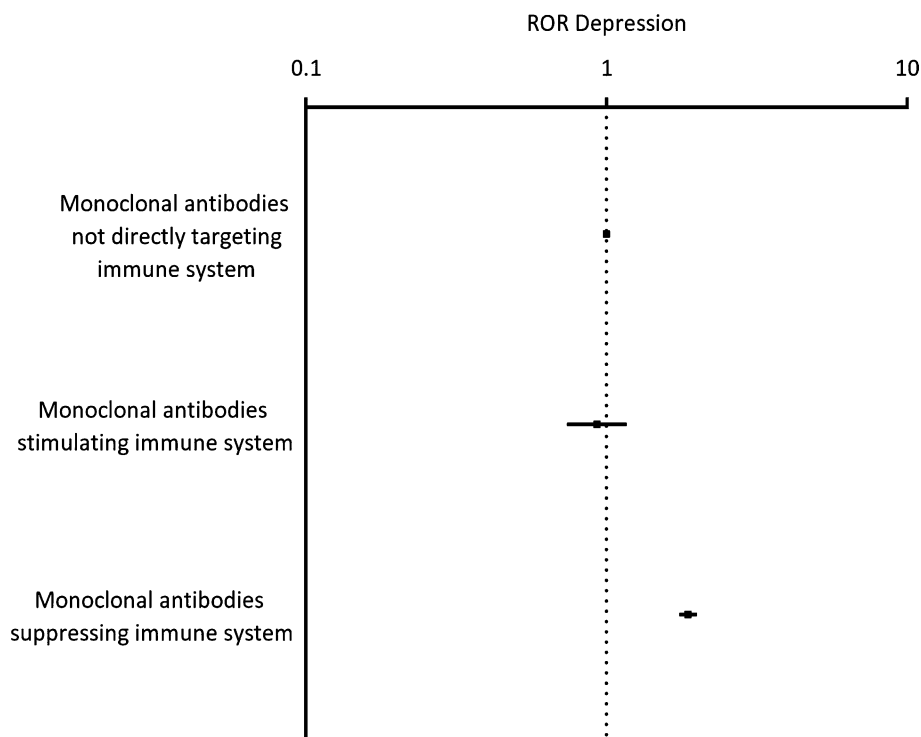 ROR Depression
0.1 1 10
Monoclonal antibodies
not directly targeting
immune system
Monoclonal antibodies
stimulating immune system
Monoclonal antibodies
suppressing immune system